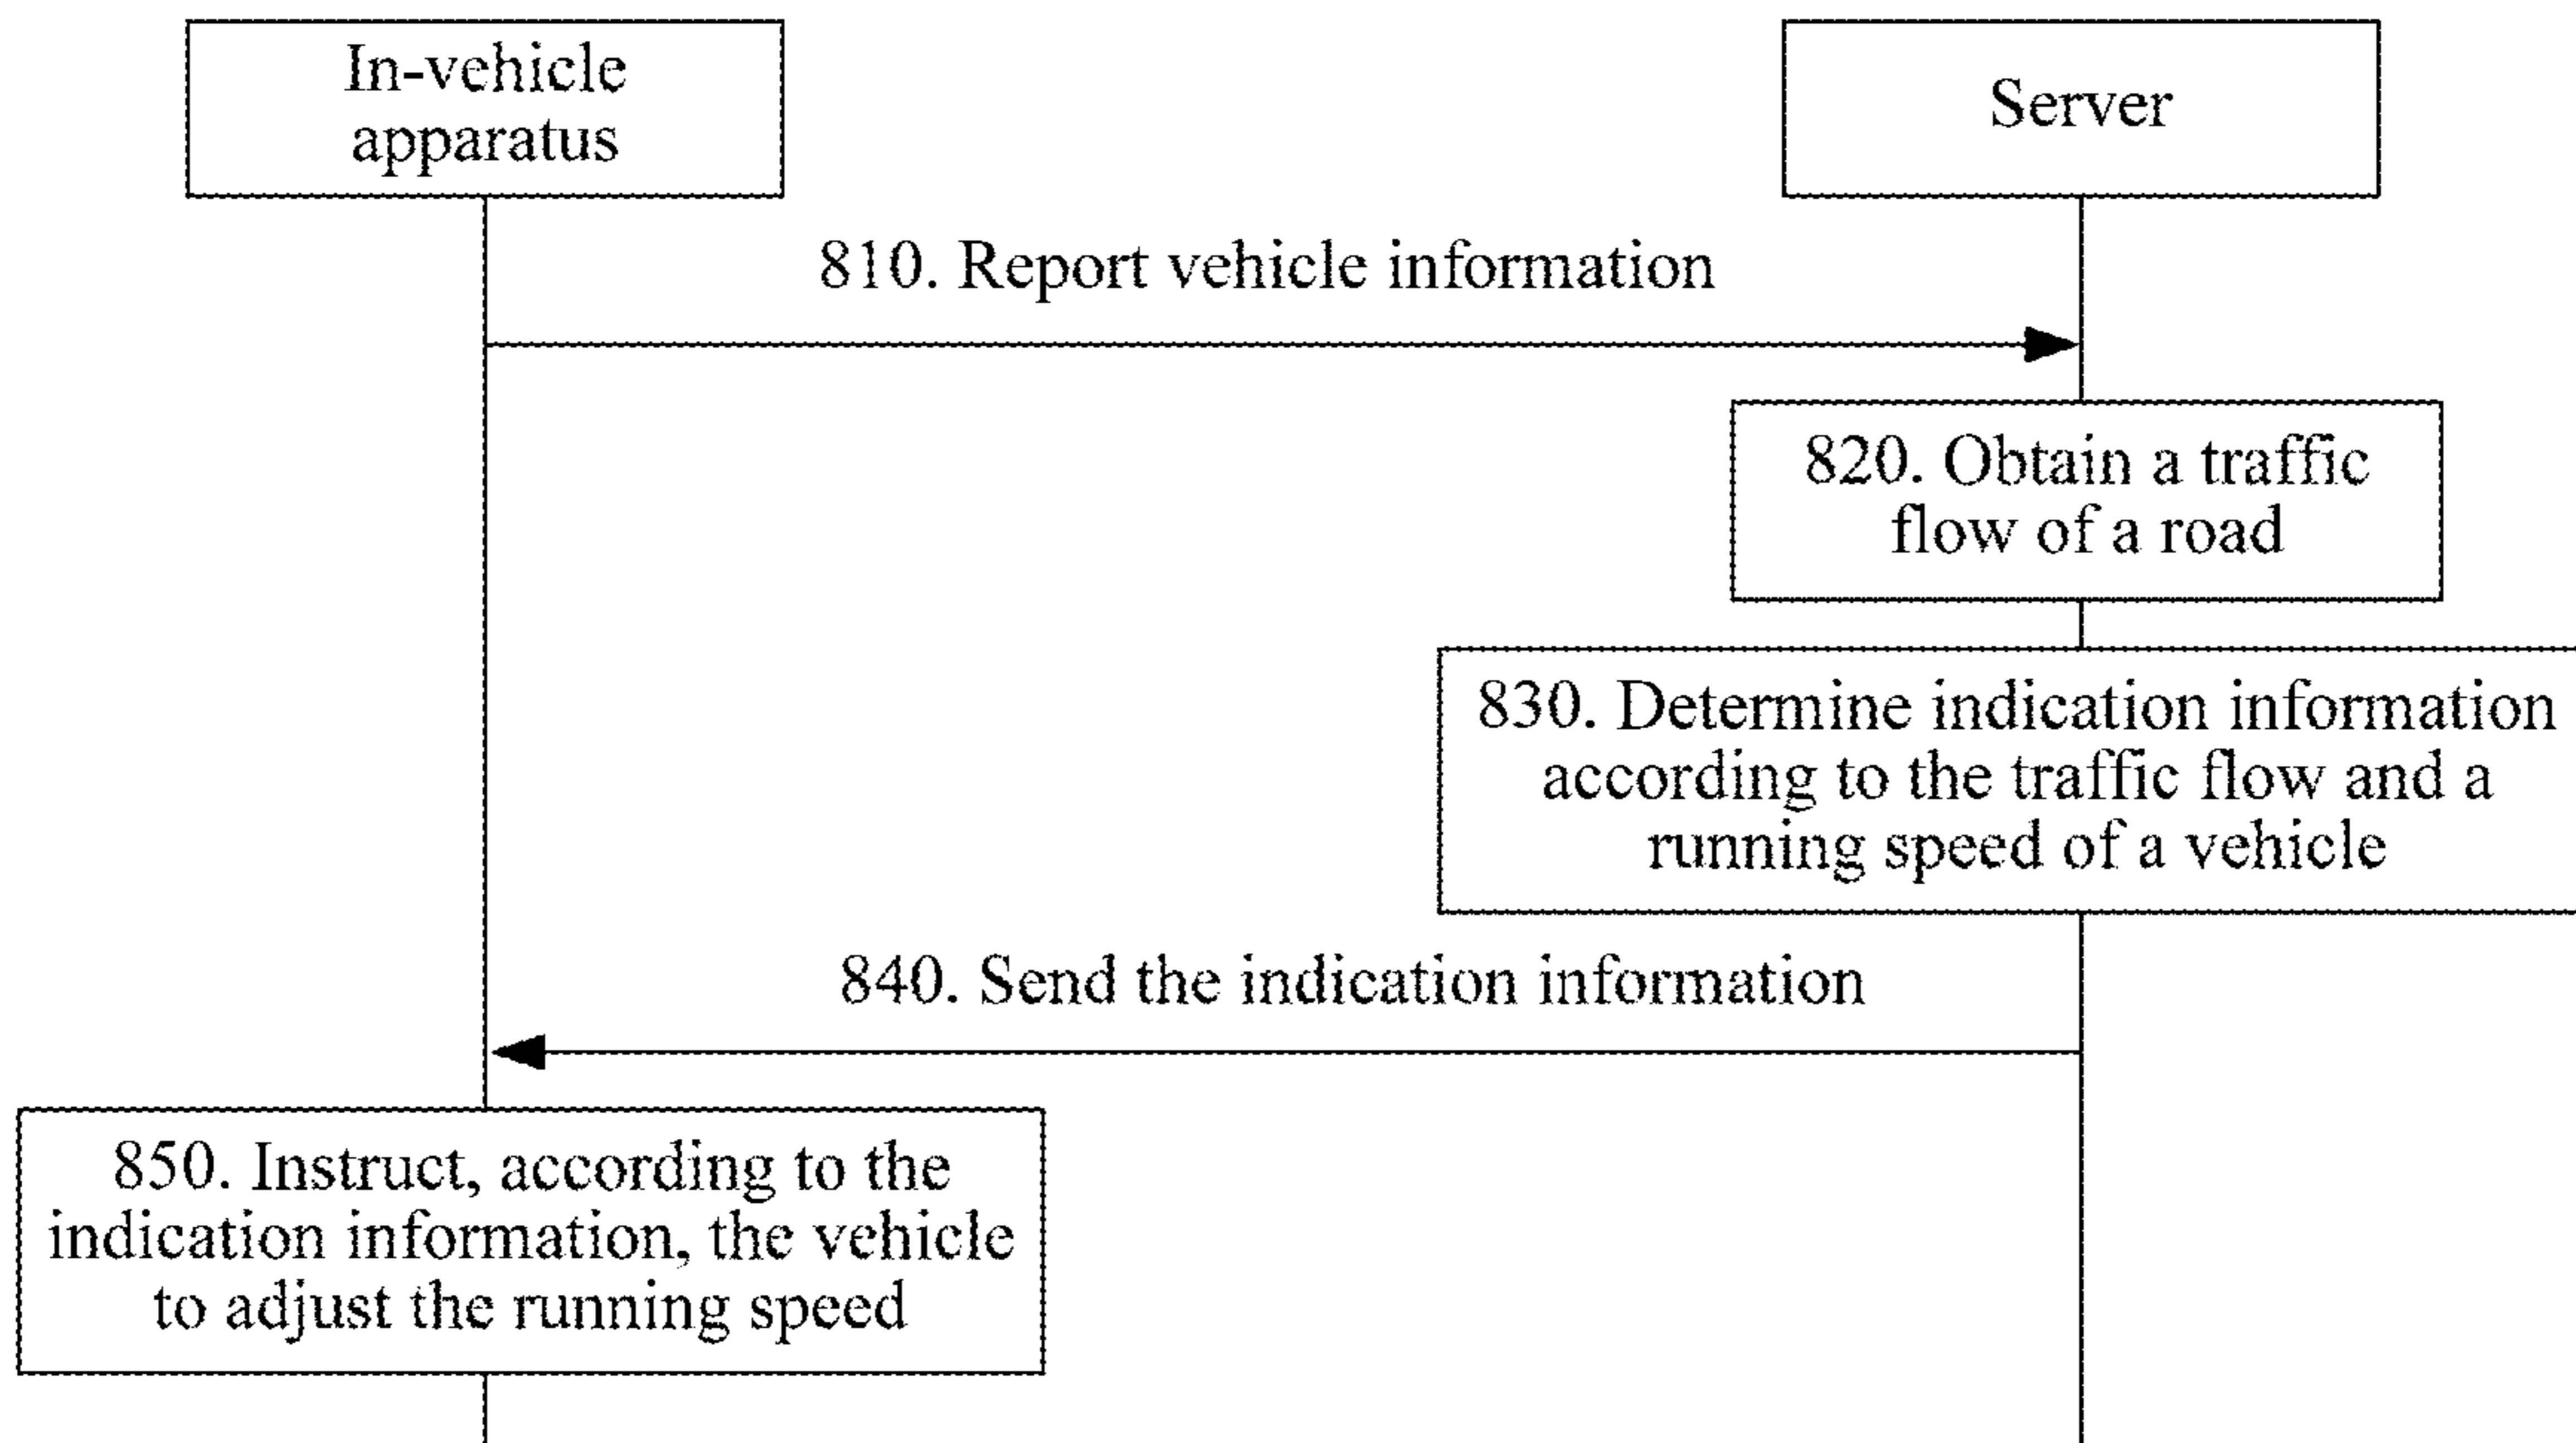 In-vehicle
apparatus
Server
810. Report vehicle information
820. Obtain a traffic
flow of a road
830. Determine indication information
according to the traffic flow and a
running speed of a vehicle
840. Send the indication information
850. Instruct, according to the
indication information, the vehicle
to adjust the running speed